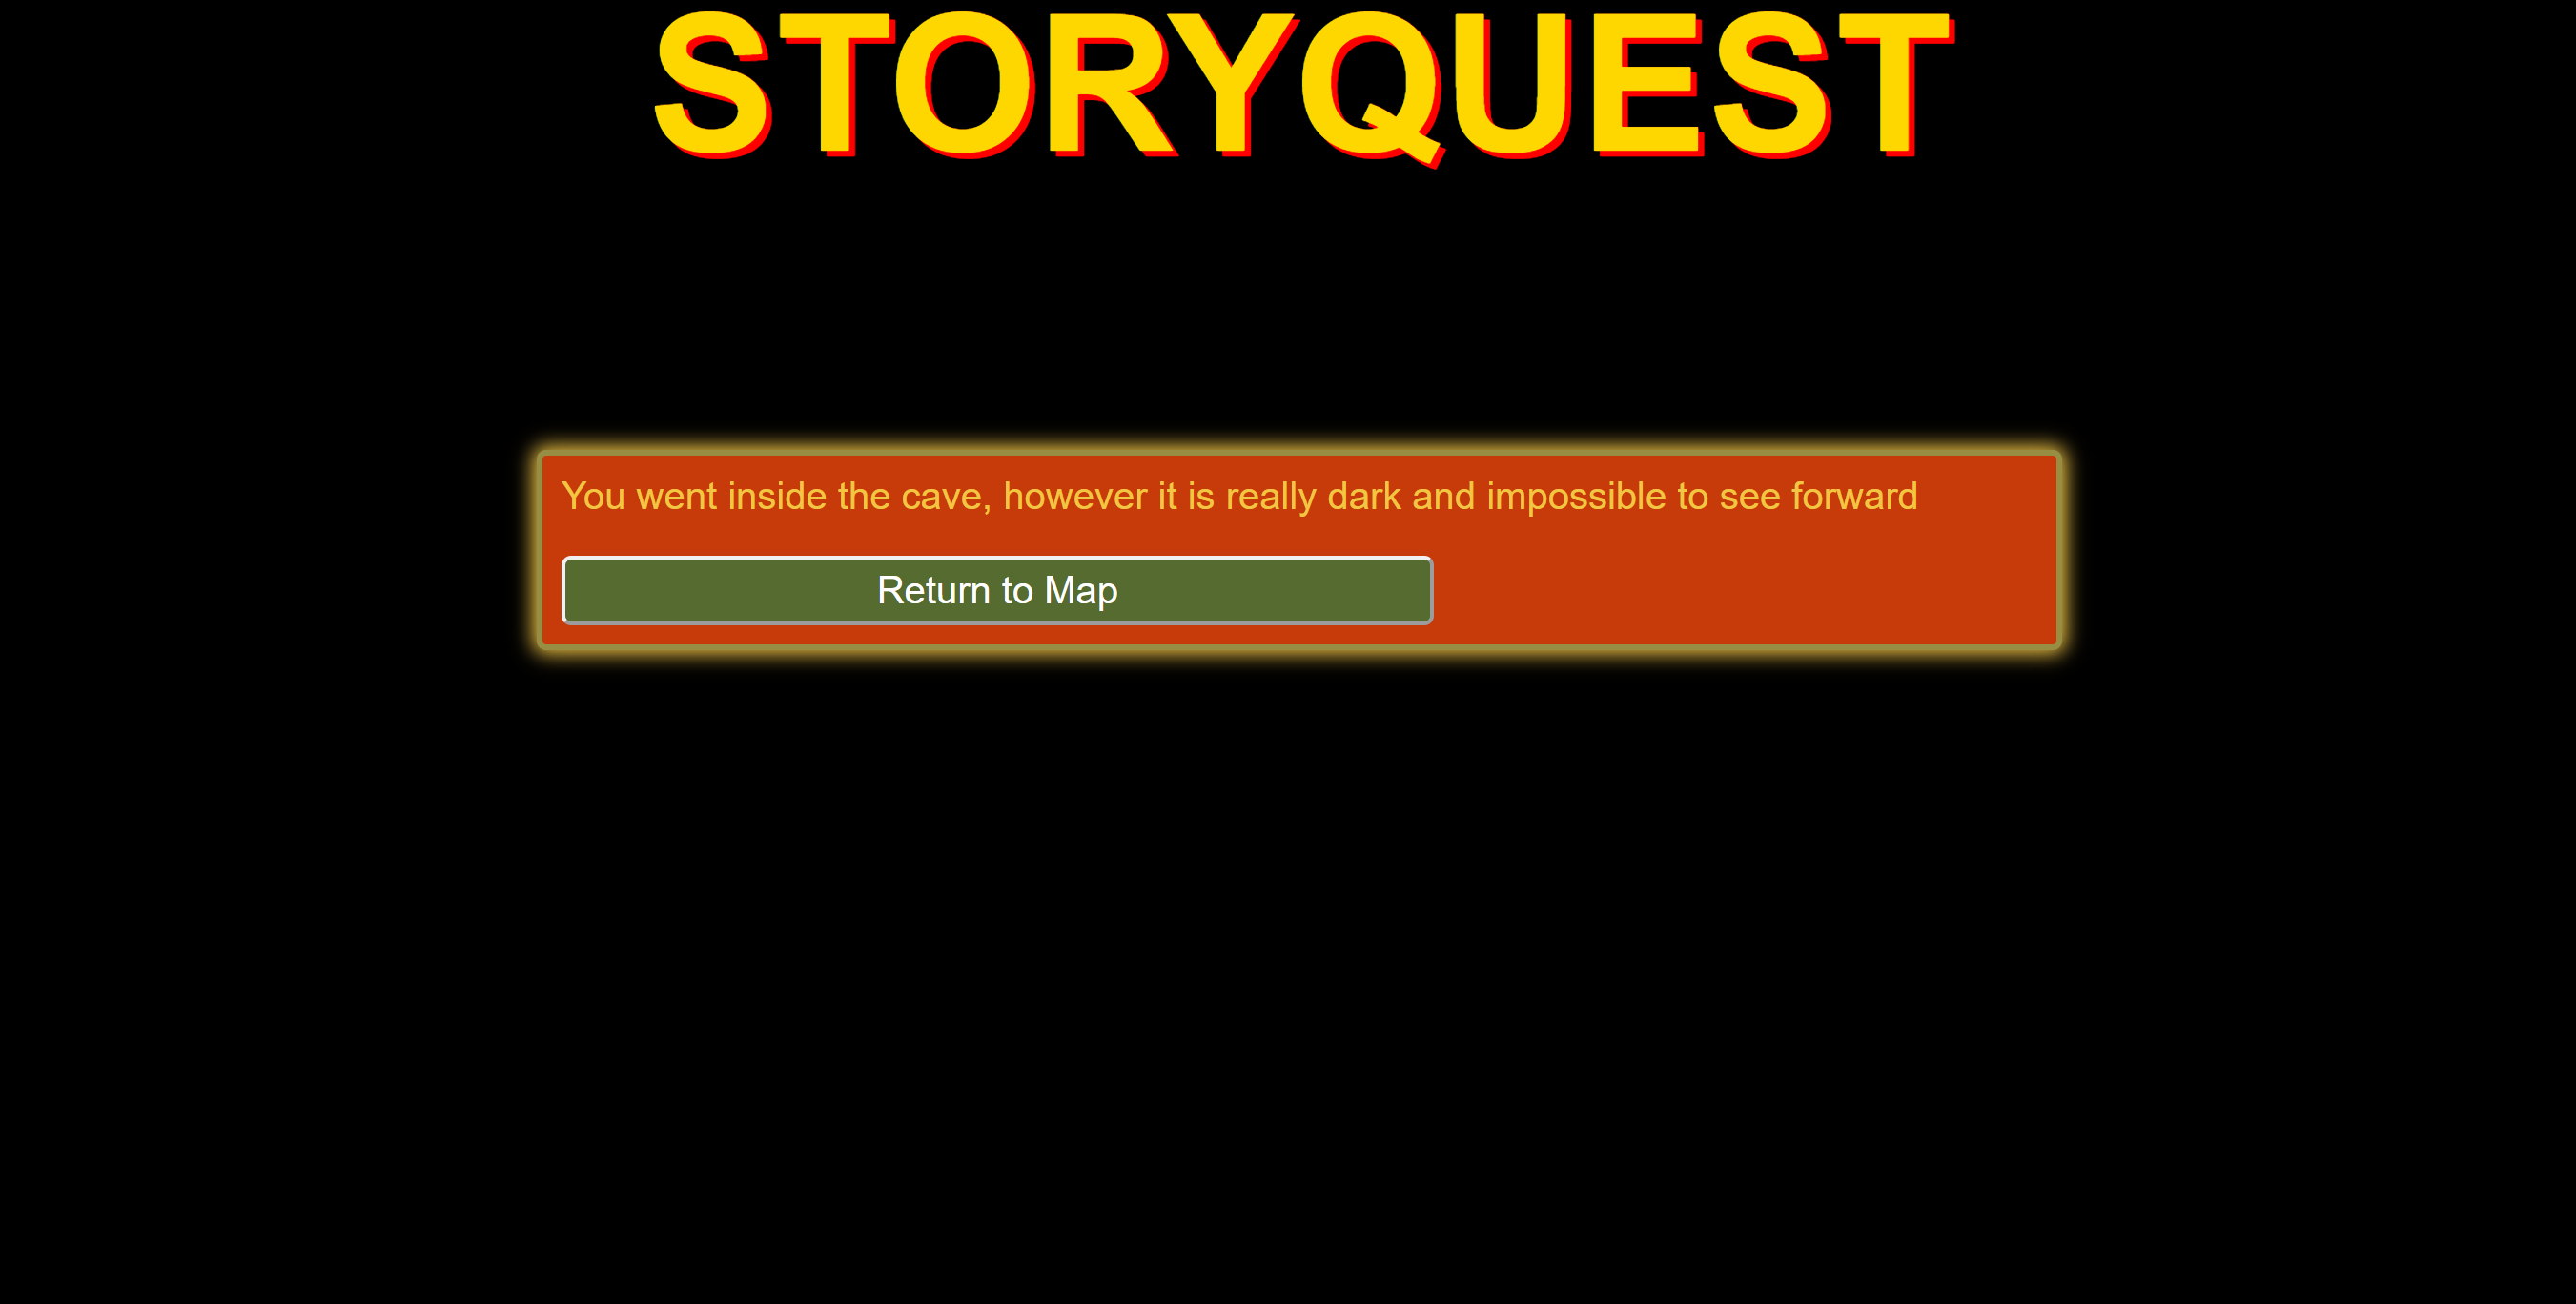 STORYQUEST
You went inside the cave, however it is really dark and impossible to see forward
Return to Map